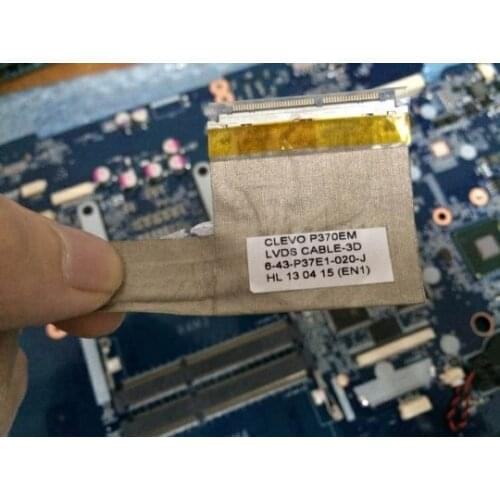 CLEVO P370EM
LVDS CABLE-3D
6-43-P37E1-020-J
HL 13 04 15 (EN1)